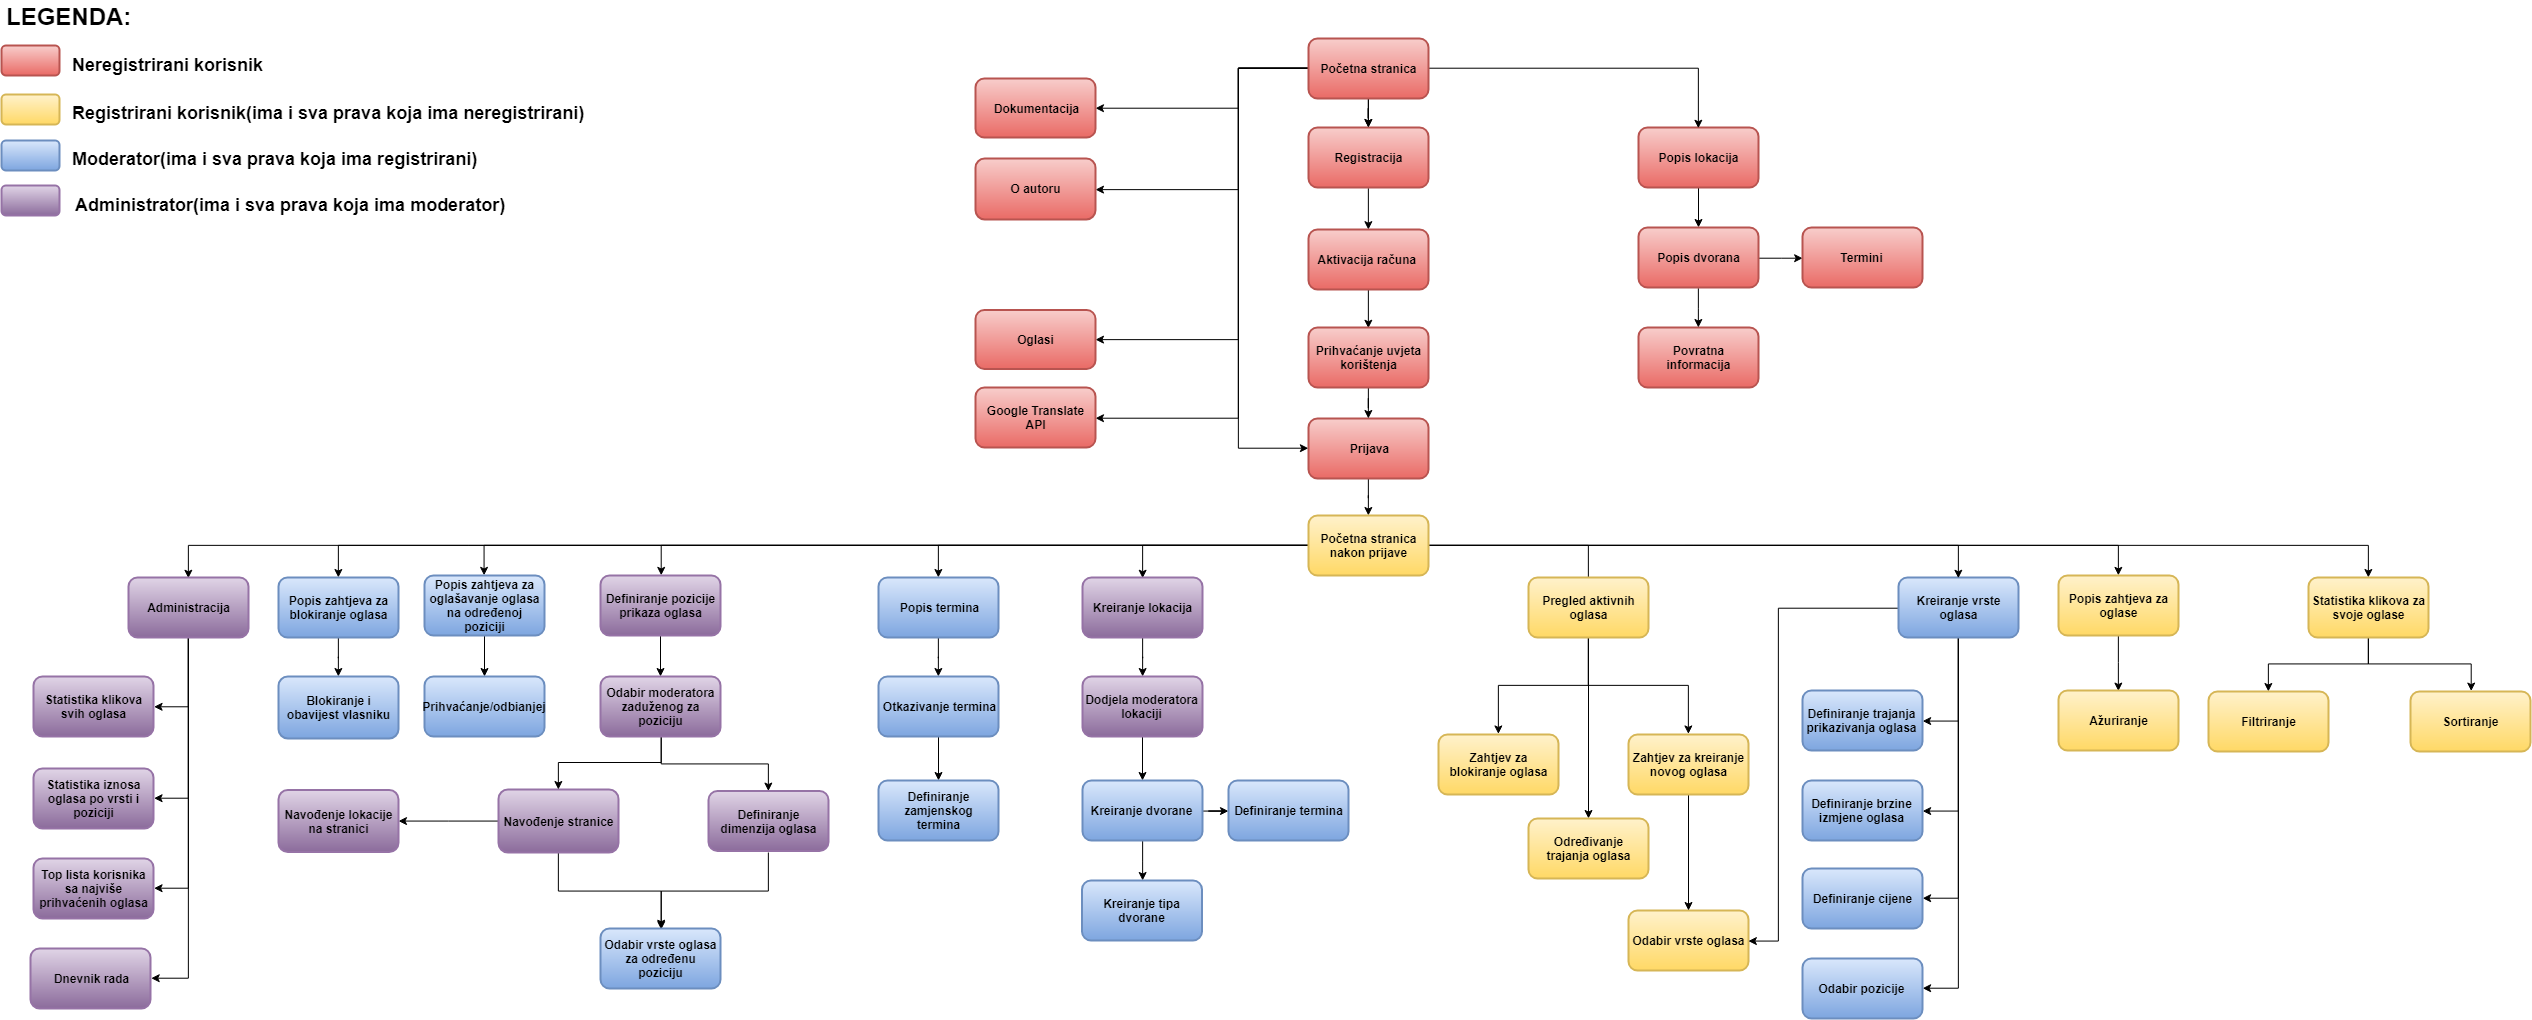 LEGENDA:
Neregistrirani korisnik
Registrirani korisnik(ima i sva prava koja ima neregistrirani)
Moderator(ima i sva prava koja ima registrirani)
Administrator(ima i sva prava koja ima moderator)
Početna stranica
Dokumentacija
Registracija
Popis lokacija
O autoru
Aktivacija računa
Popis dvorana
Termini
Oglasi
Prihvaćanje uvjeta
korištenja
Povratna
informacija
Google Translate
API
Prijava
Početna stranica
nakon prijave
Administracija
Popis zahtjeva za
blokiranje oglasa
Popis zahtjeva za
oglašavanje oglasa
na određenoj
poziciji
Definiranje pozicije
prikaza oglasa
Popis termina
Kreiranje lokacija
Pregled aktivnih
oglasa
Kreiranje vrste
oglasa
Popis zahtjeva za
oglase
Statistika klikova za
svoje oglase
Statistika klikova
svih oglasa
Blokiranje i
obavijest vlasniku
Prihvaćanje/odbianjej
Odabir moderatora
zaduženog za
poziciju
Otkazivanje termina
Dodjela moderatora
lokaciji
Definiranje trajanja
prikazivanja oglasa
Ažuriranje
Filtriranje
Sortiranje
Zahtjev za
blokiranje oglasa
Zahtjev za kreiranje
novog oglasa
Statistika iznosa
oglasa po vrsti i
poziciji
Navođenje lokacije
na stranici
Navođenje stranice
Definiranje
dimenzija oglasa
Definiranje
zamjenskog
termina
Kreiranje dvorane
Definiranje termina
Definiranje brzine
izmjene oglasa
Određivanje
trajanja oglasa
Top lista korisnika
sa najviše
prihvaćenih oglasa
Kreiranje tipa
dvorane
Definiranje cijene
Odabir vrste oglasa
Odabir vrste oglasa
za određenu
poziciju
Dnevnik rada
Odabir pozicije